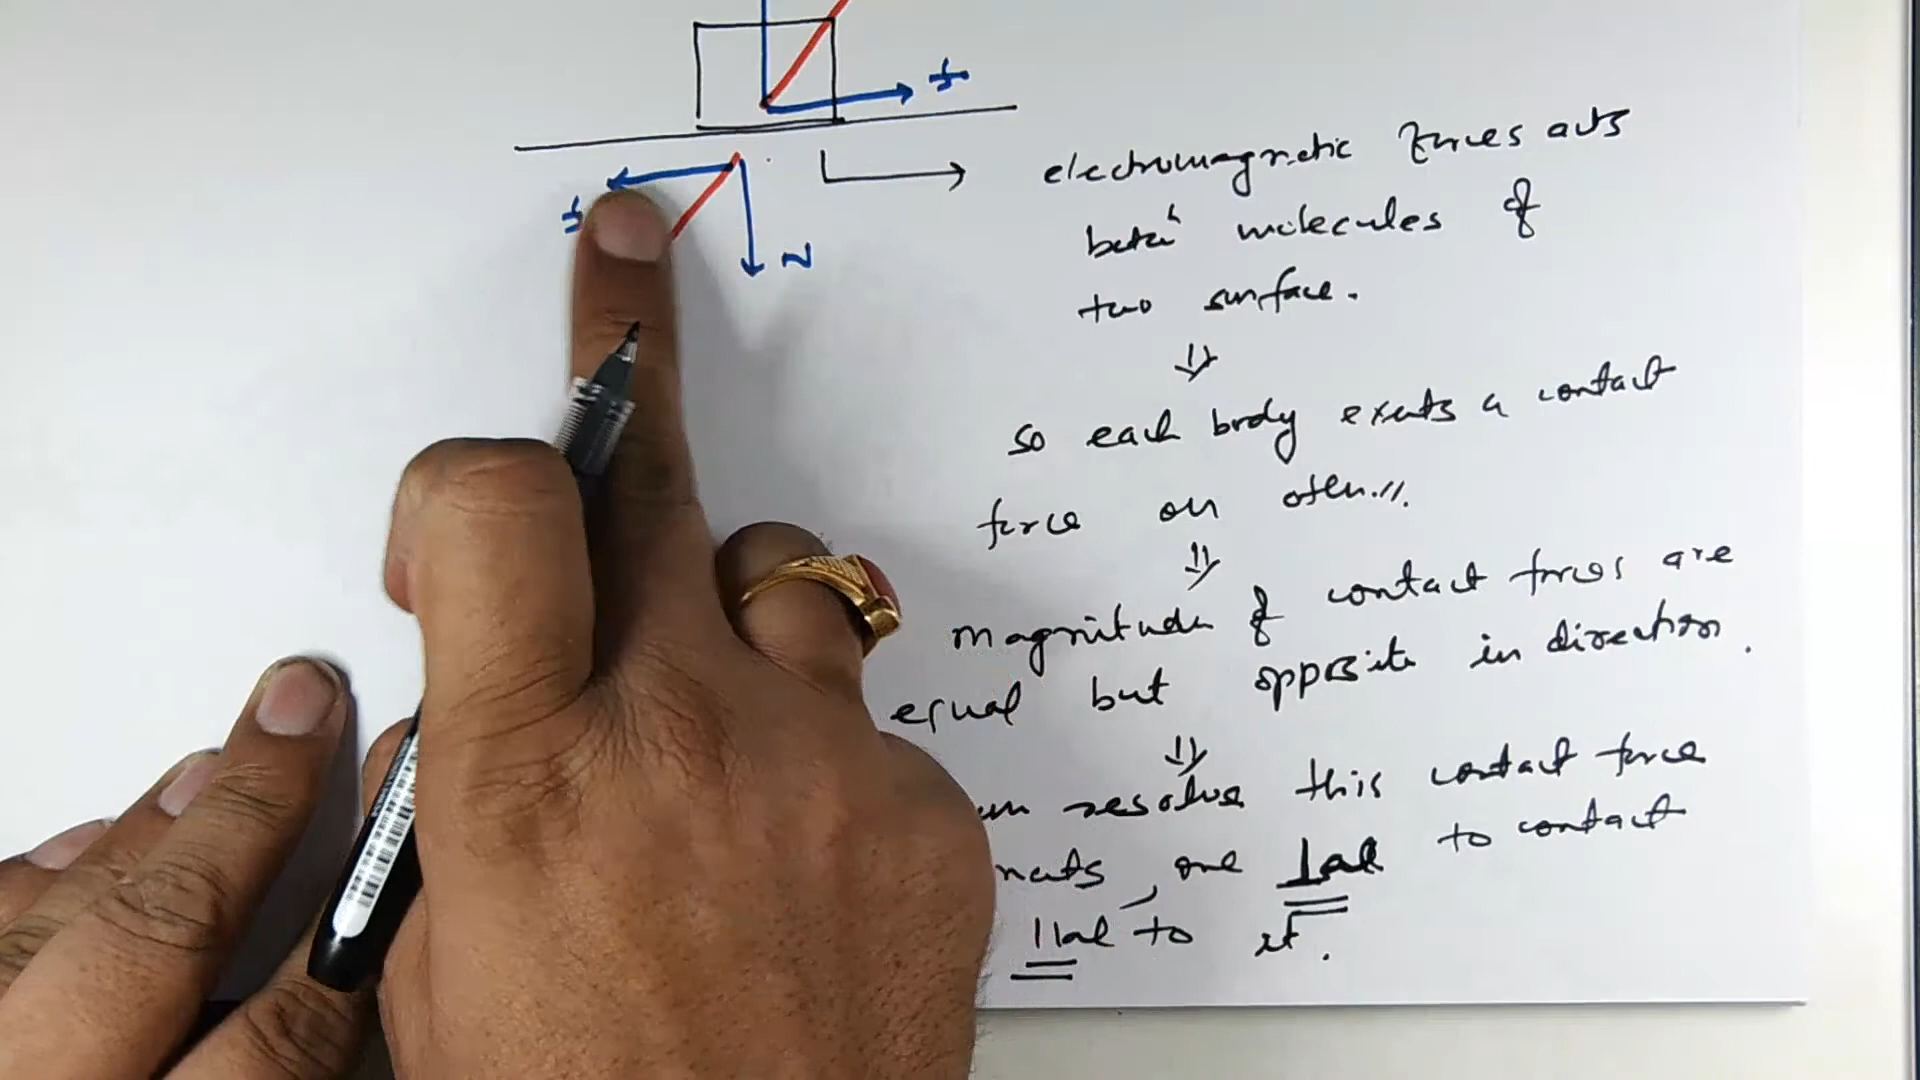 f
f
N
electromagnetic forces acts
betn molecules of
two surface.
⇓
so each body exerts a contact
force on other.//.
⇓
magnitude of contact forces are
equal but opposite in direction.
⇓
resolve this contact force
nents, one ⊥al to contact
||al to it.